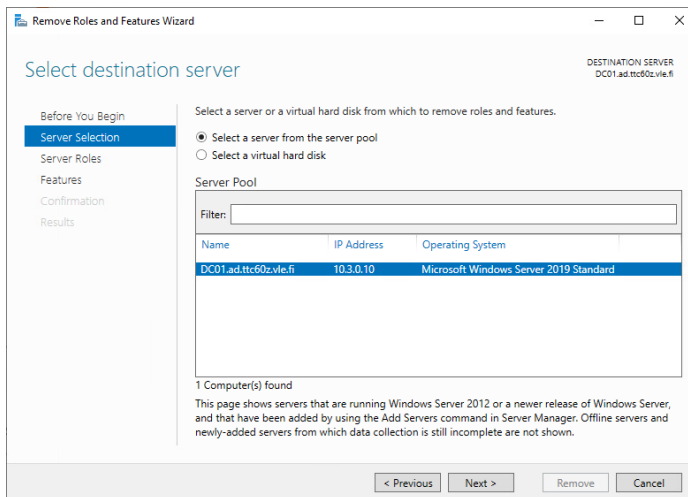 Remove Roles and Features Wizard
Select destination server
DESTINATION SERVER
DC01.ad.ttc60z.vle.fi
Before You Begin
Server Selection
Server Roles
Features
Confirmation
Results
Select a server or a virtual hard disk from which to remove roles and features.
Select a server from the server pool
Select a virtual hard disk
Server Pool
Filter:
Name IP Address Operating System
DC01.ad.ttc60z.vle.fi 10.3.0.10 Microsoft Windows Server 2019 Standard
1 Computer(s) found
This page shows servers that are running Windows Server 2012 or a newer release of Windows Server,
and that have been added by using the Add Servers command in Server Manager. Offline servers and
newly-added servers from which data collection is still incomplete are not shown.
< Previous Next > Remove Cancel